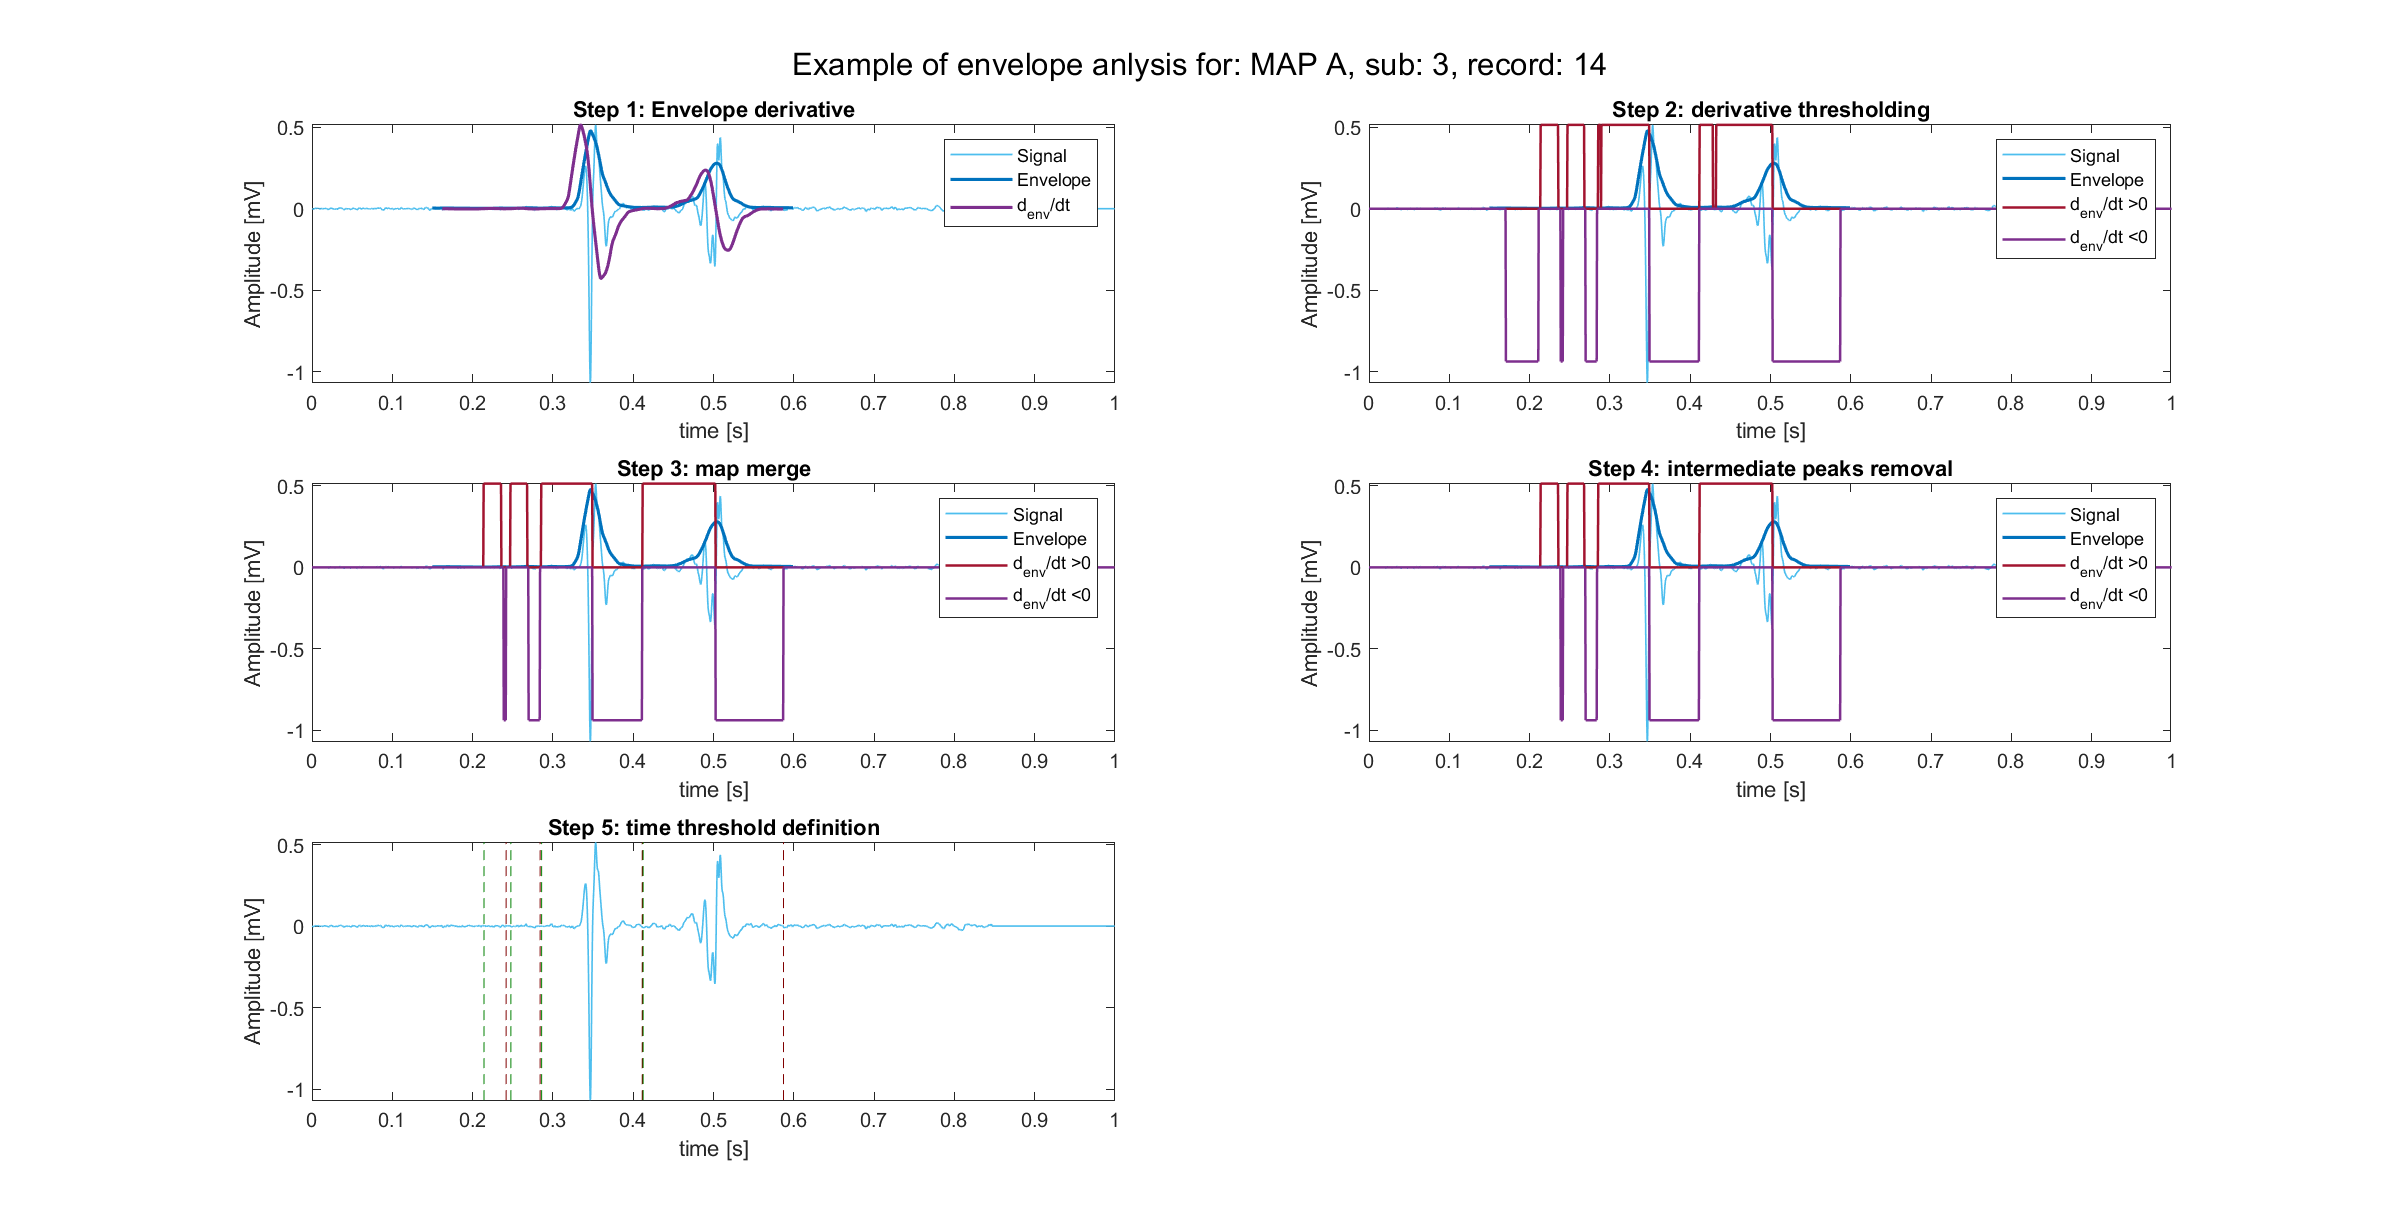 Example of envelope anlysis for: MAP A, sub: 3, record: 14
Step 1: Envelope derivative
Amplitude [mV]
0.5
0
-0.5
-1
Signal
Envelope
d_env/dt
0 0.1 0.2 0.3 0.4 0.5 0.6 0.7 0.8 0.9 1
time [s]
Step 2: derivative thresholding
Amplitude [mV]
0.5
0
-0.5
-1
Signal
Envelope
d_env/dt >0
d_env/dt <0
0 0.1 0.2 0.3 0.4 0.5 0.6 0.7 0.8 0.9 1
time [s]
Step 3: map merge
Amplitude [mV]
0.5
0
-0.5
-1
Signal
Envelope
d_env/dt >0
d_env/dt <0
0 0.1 0.2 0.3 0.4 0.5 0.6 0.7 0.8 0.9 1
time [s]
Step 4: intermediate peaks removal
Amplitude [mV]
0.5
0
-0.5
-1
Signal
Envelope
d_env/dt >0
d_env/dt <0
0 0.1 0.2 0.3 0.4 0.5 0.6 0.7 0.8 0.9 1
time [s]
Step 5: time threshold definition
Amplitude [mV]
0.5
0
-0.5
-1
0 0.1 0.2 0.3 0.4 0.5 0.6 0.7 0.8 0.9 1
time [s]